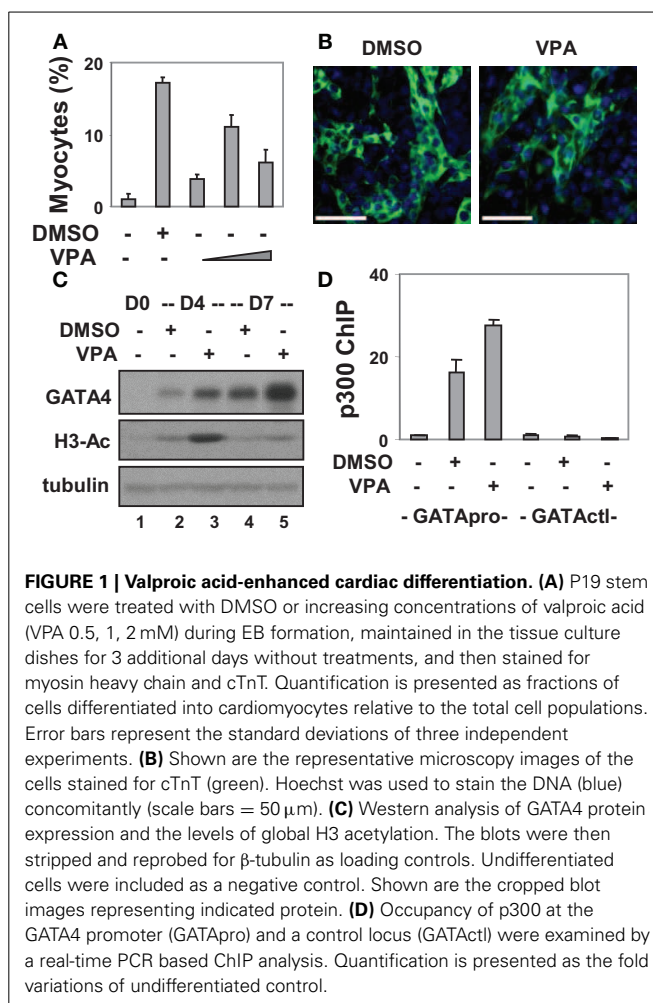 A
B
DMSO
VPA
Myocytes (%)
20
10
0
DMSO - + - - -
VPA - -
C
D0 -- D4 -- -- D7 --
DMSO - + - + -
VPA - - + - +
GATA4
H3-Ac
tubulin
1 2 3 4 5
D
p300 ChIP
40
20
0
DMSO - + - - + -
VPA - - + - - +
- GATApro- - GATActl-
FIGURE 1 | Valproic acid-enhanced cardiac differentiation. (A) P19 stem
cells were treated with DMSO or increasing concentrations of valproic acid
(VPA 0.5, 1, 2 mM) during EB formation, maintained in the tissue culture
dishes for 3 additional days without treatments, and then stained for
myosin heavy chain and cTnT. Quantification is presented as fractions of
cells differentiated into cardiomyocytes relative to the total cell populations.
Error bars represent the standard deviations of three independent
experiments. (B) Shown are the representative microscopy images of the
cells stained for cTnT (green). Hoechst was used to stain the DNA (blue)
concomitantly (scale bars = 50 μm). (C) Western analysis of GATA4 protein
expression and the levels of global H3 acetylation. The blots were then
stripped and reprobed for β-tubulin as loading controls. Undifferentiated
cells were included as a negative control. Shown are the cropped blot
images representing indicated protein. (D) Occupancy of p300 at the
GATA4 promoter (GATApro) and a control locus (GATActl) were examined by
a real-time PCR based ChIP analysis. Quantification is presented as the fold
variations of undifferentiated control.